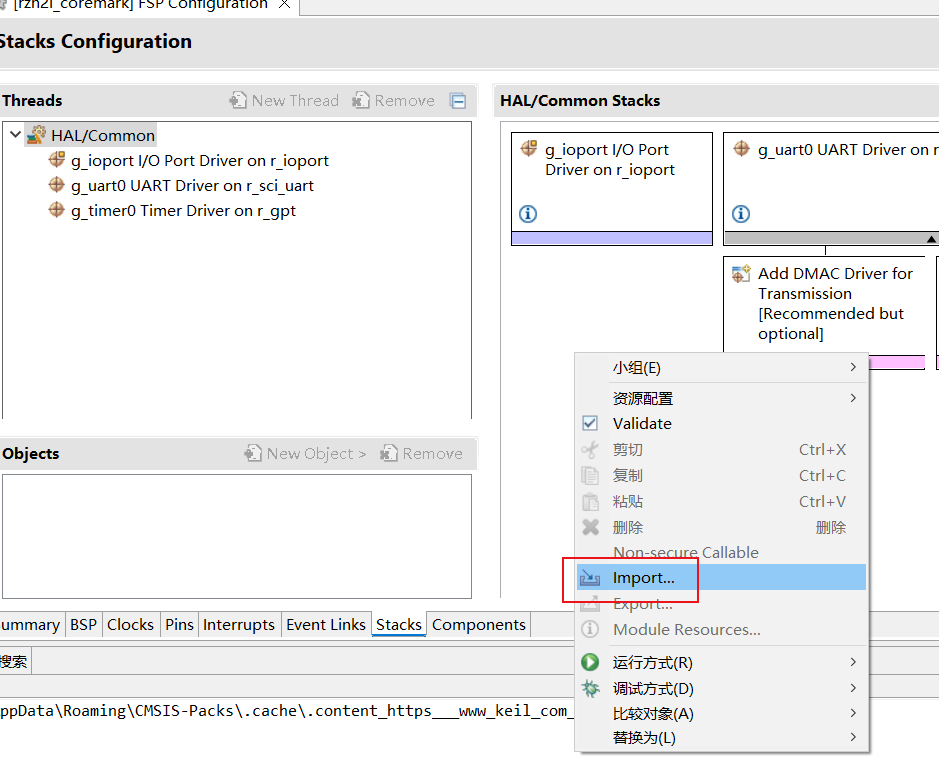 [rzn2l_coremark] FSP Configuration
Stacks Configuration
Threads
New Thread
Remove
HAL/Common
g_ioport I/O Port Driver on r_ioport
g_uart0 UART Driver on r_sci_uart
g_timer0 Timer Driver on r_gpt
Objects
New Object >
Remove
HAL/Common Stacks
g_ioport I/O Port
Driver on r_ioport
g_uart0 UART Driver on r
Add DMAC Driver for
Transmission
[Recommended but
optional]
小组(E)
资源配置
Validate
剪切 Ctrl+X
复制 Ctrl+C
粘贴 Ctrl+V
删除 删除
Non-secure Callable
Import...
Export...
Module Resources...
运行方式(R)
调试方式(D)
比较对象(A)
替换为(L)
ummary BSP Clocks Pins Interrupts Event Links Stacks Components
搜索
ppData\Roaming\CMSIS-Packs\.cache\.content_https___www_keil_com_